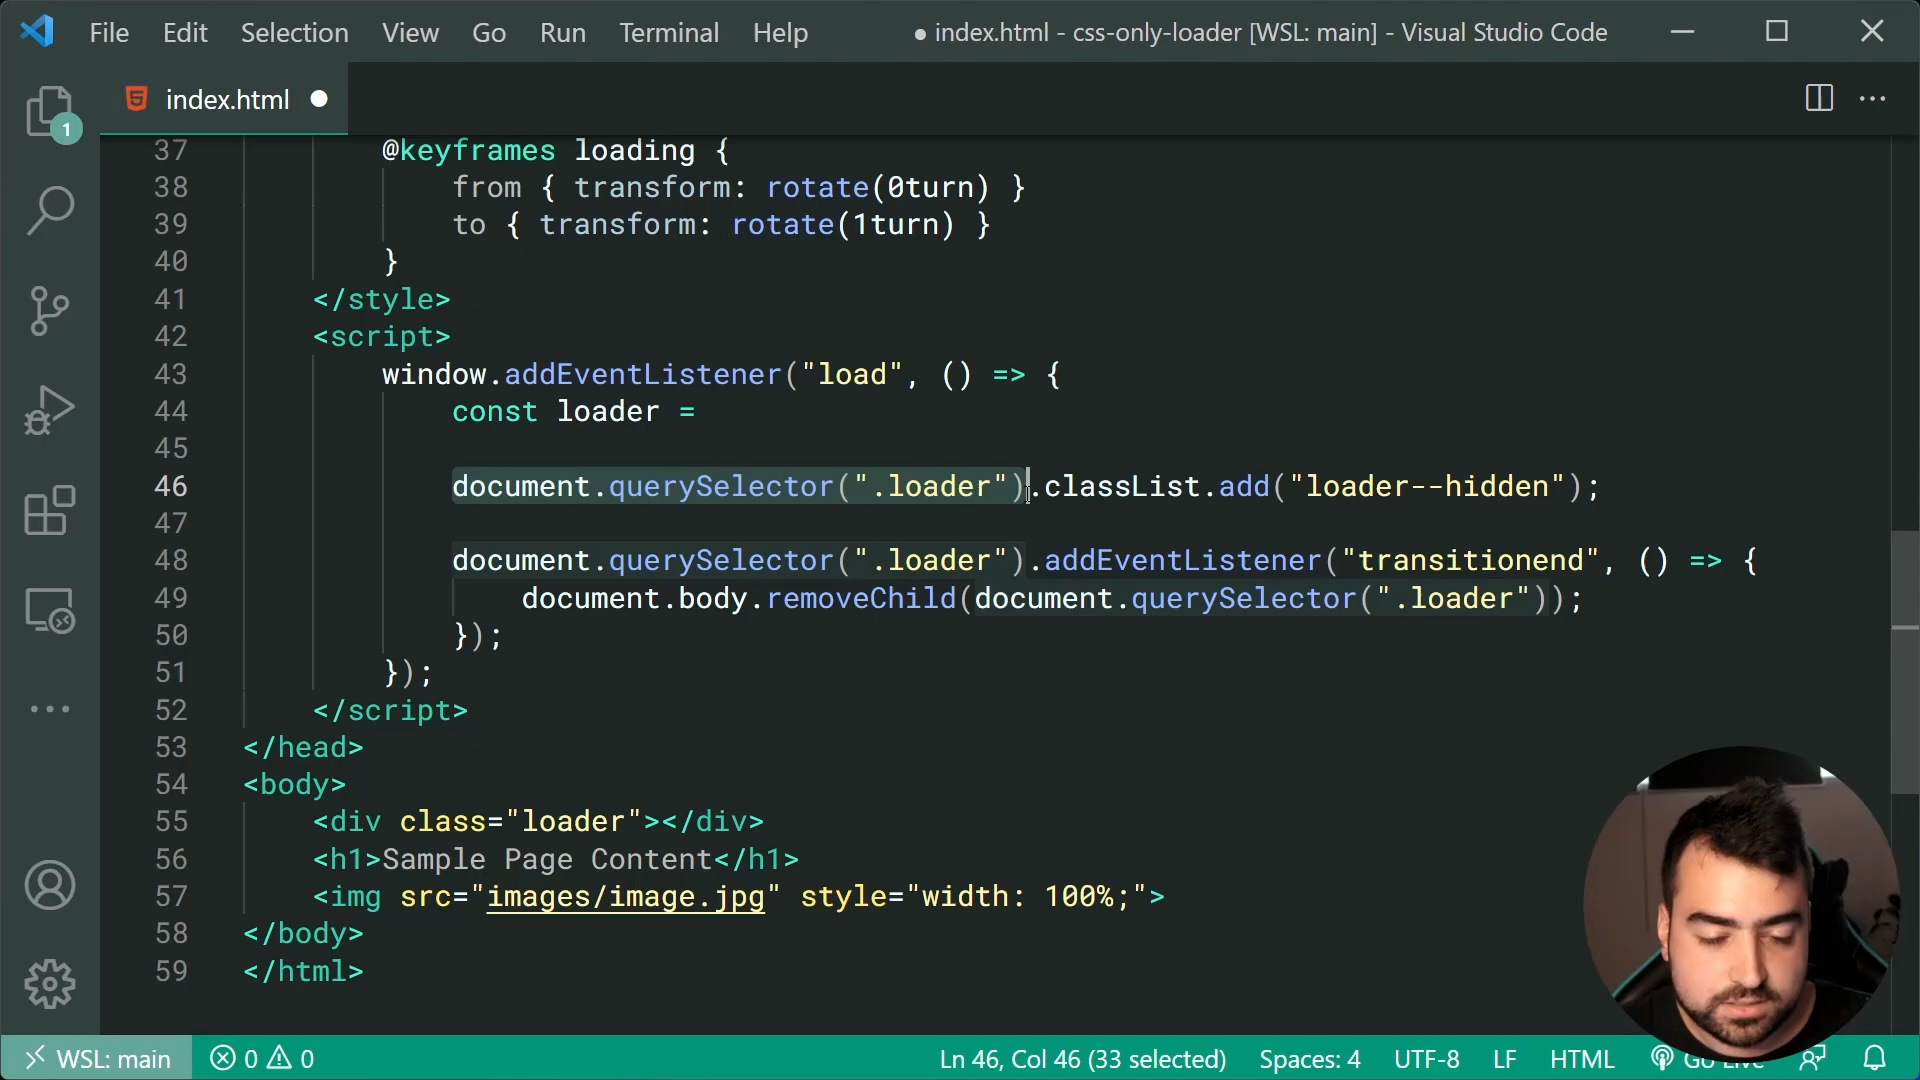 File Edit Selection View Go Run Terminal Help ● index.html - css-only-loader [WSL: main] - Visual Studio Code
index.html
1
37 @keyframes loading {
38 from { transform: rotate(0turn) }
39 to { transform: rotate(1turn) }
40 }
41 </style>
42 <script>
43 window.addEventListener("load", () => {
44 const loader =
45
46 document.querySelector(".loader").classList.add("loader--hidden");
47
48 document.querySelector(".loader").addEventListener("transitionend", () => {
49 document.body.removeChild(document.querySelector(".loader"));
50 });
51 });
52 </script>
53 </head>
54 <body>
55 <div class="loader"></div>
56 <h1>Sample Page Content</h1>
57 <img src="images/image.jpg" style="width: 100%;">
58 </body>
59 </html>
WSL: main 0 0 Ln 46, Col 46 (33 selected) Spaces: 4 UTF-8 LF HTML Go Live